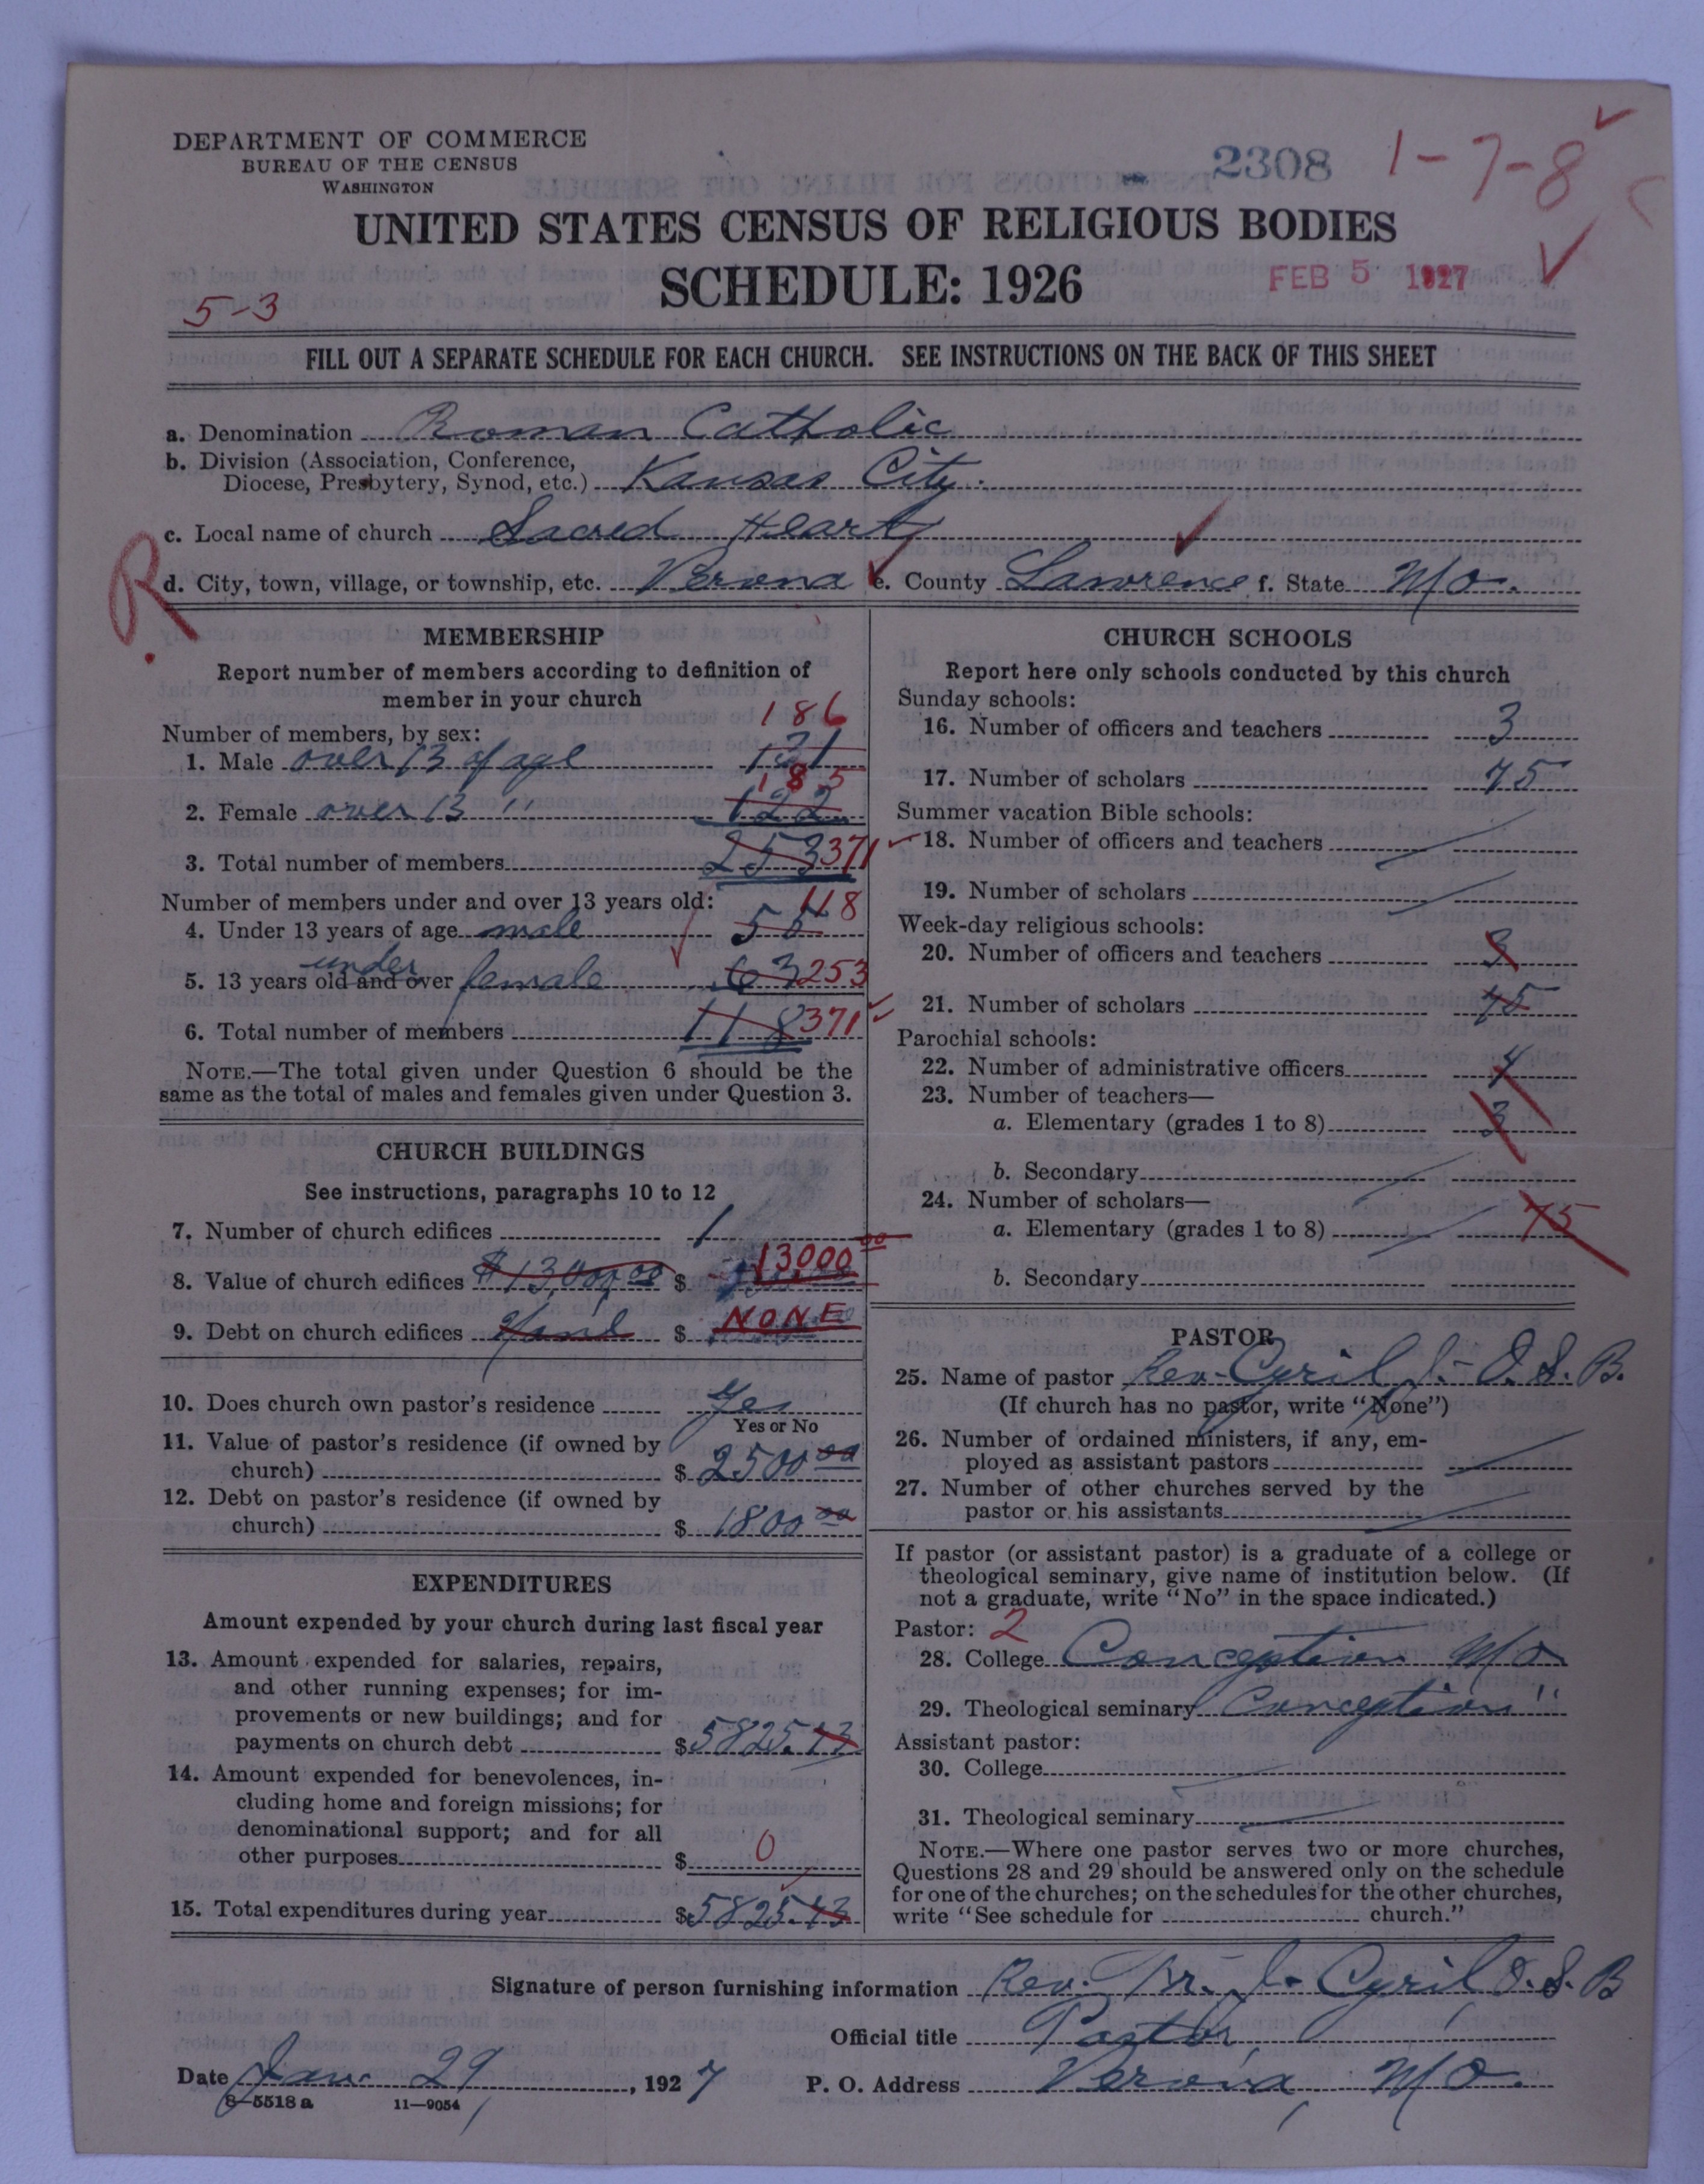 DEPARTMENT OF COMMERCE
BUREAU OF THE CENSUS
WASHINGTON
2308
1-7-8
UNITED STATES CENSUS OF RELIGIOUS BODIES
SCHEDULE: 1926
FEB 5 1927
5-3
FILL OUT A SEPARATE SCHEDULE FOR EACH CHURCH. SEE INSTRUCTIONS ON THE BACK OF THIS SHEET
a. Denomination Roman Catholic
b. Division (Association, Conference,
Diocese, Presbytery, Synod, etc.) Kansas City.
c. Local name of church Sacred Heart
R.
d. City, town, village, or township, etc. Verona e. County Lawrence f. State Mo.
MEMBERSHIP
Report number of members according to definition of
member in your church
Number of members, by sex:
186
1. Male over 13 of age 131
185
2. Female over 13 " 122
3. Total number of members 253 371
Number of members under and over 13 years old:
118
4. Under 13 years of age male 55
under
5. 13 years old and over female 63 253
6. Total number of members 118 371
NOTE.—The total given under Question 6 should be the
same as the total of males and females given under Question 3.
CHURCH BUILDINGS
See instructions, paragraphs 10 to 12
7. Number of church edifices 1
8. Value of church edifices $13,000.00 $ 13000 00
9. Debt on church edifices $ NONE
10. Does church own pastor's residence Yes
Yes or No
11. Value of pastor's residence (if owned by
church) $ 2500 00
12. Debt on pastor's residence (if owned by
church) $ 1800 00
EXPENDITURES
Amount expended by your church during last fiscal year
13. Amount expended for salaries, repairs,
and other running expenses; for im-
provements or new buildings; and for
payments on church debt $5825.13
14. Amount expended for benevolences, in-
cluding home and foreign missions; for
denominational support; and for all
other purposes $ 0
15. Total expenditures during year $5825.13
CHURCH SCHOOLS
Report here only schools conducted by this church
Sunday schools:
16. Number of officers and teachers 3
17. Number of scholars 75
Summer vacation Bible schools:
18. Number of officers and teachers
19. Number of scholars
Week-day religious schools:
20. Number of officers and teachers 3
21. Number of scholars 75
Parochial schools:
22. Number of administrative officers
23. Number of teachers—
a. Elementary (grades 1 to 8) 3
b. Secondary
24. Number of scholars—
a. Elementary (grades 1 to 8) 75
b. Secondary
PASTOR
25. Name of pastor Rev. Cyril J. O. S. B.
(If church has no pastor, write "None")
26. Number of ordained ministers, if any, em-
ployed as assistant pastors
27. Number of other churches served by the
pastor or his assistants
If pastor (or assistant pastor) is a graduate of a college or
theological seminary, give name of institution below. (If
not a graduate, write "No" in the space indicated.)
Pastor: 2
28. College Conception Mo
29. Theological seminary Conception "
Assistant pastor:
30. College
31. Theological seminary
NOTE.—Where one pastor serves two or more churches,
Questions 28 and 29 should be answered only on the schedule
for one of the churches; on the schedules for the other churches,
write "See schedule for church."
Signature of person furnishing information Rev. Fr. J. Cyril O. S. B
Official title Pastor
Date Jan. 29, 1927 P. O. Address Verona, Mo.
8—5518 a 11—9054